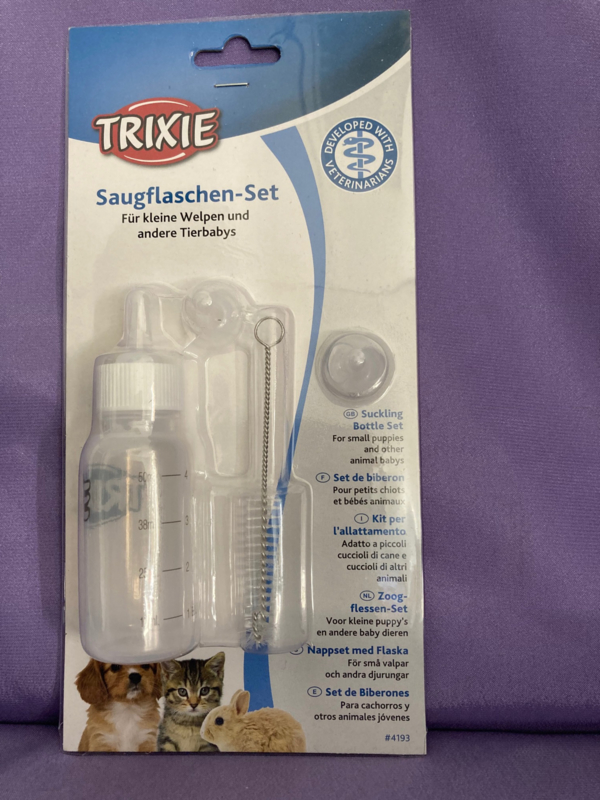 TRIXIE
DEVELOPED WITH
VETERINARIANS
Saugflaschen-Set
Für kleine Welpen und
andere Tierbabys
GB Suckling
Bottle Set
For small puppies
and other
animal babys
F Set de biberon
Pour petits chiots
et bébés animaux
I Kit per
l'allattamento
Adatto a piccoli
cuccioli di cane e
cuccioli di altri
animali
NL Zoog-
flessen-Set
Voor kleine puppy's
en andere baby dieren
Nappset med Flaska
För små valpar
och andra djurungar
E Set de Biberones
Para cachorros y
otros animales jóvenes
#4193
4
3
2